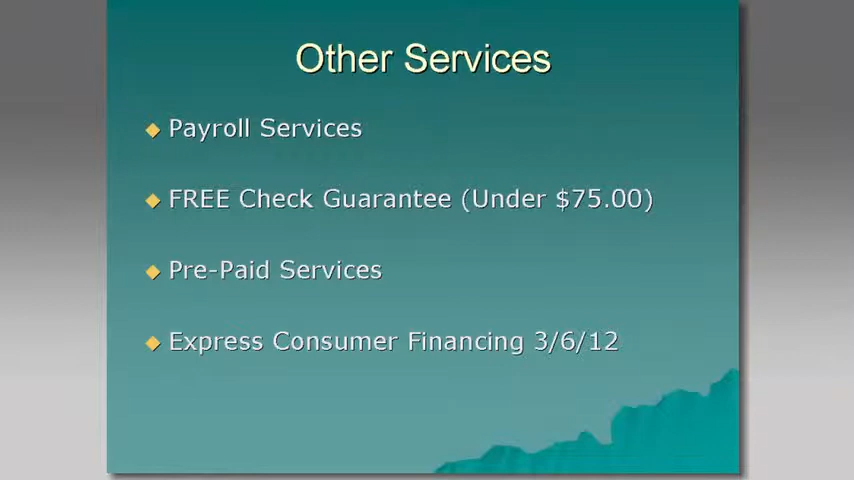 Other Services
Payroll Services
FREE Check Guarantee (Under $75.00)
Pre-Paid Services
Express Consumer Financing 3/6/12